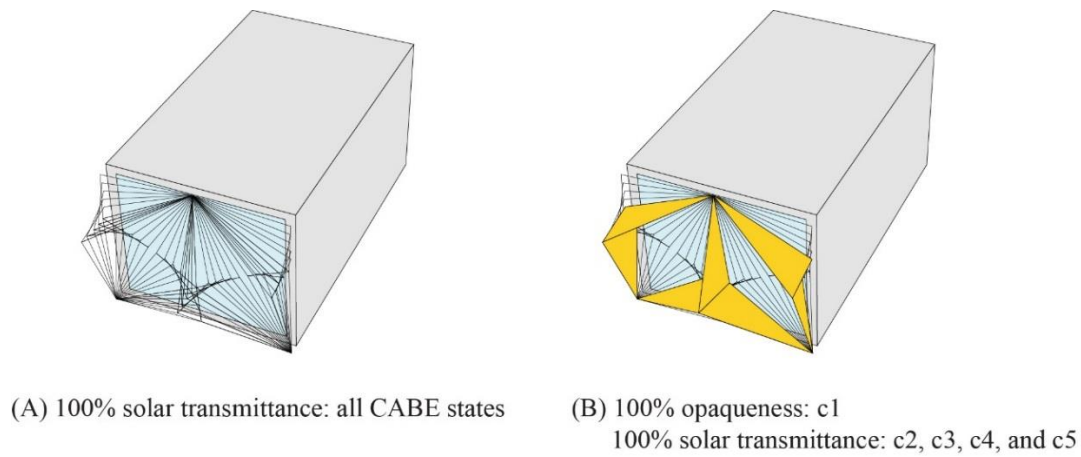 (A) 100% solar transmittance: all CABE states
(B) 100% opaqueness: c1
100% solar transmittance: c2, c3, c4, and c5